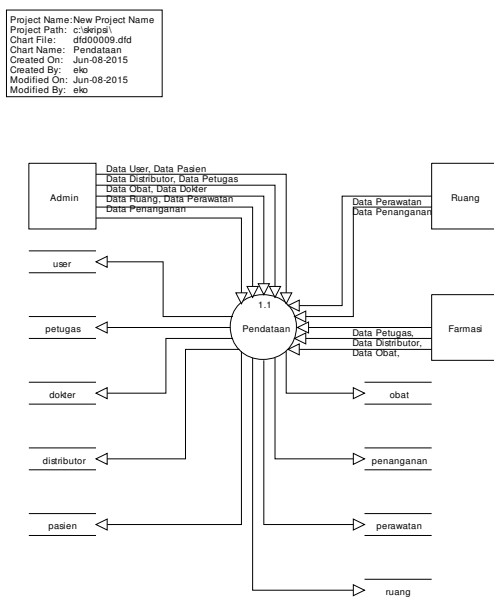 Project Name: New Project Name
Project Path: c:\skripsi\
Chart File: dfd00009.dfd
Chart Name: Pendataan
Created On: Jun-08-2015
Created By: eko
Modified On: Jun-08-2015
Modified By: eko
Admin
Data User, Data Pasien
Data Distributor, Data Petugas
Data Obat, Data Dokter
Data Ruang, Data Perawatan
Data Penanganan
Ruang
Data Perawatan
Data Penanganan
user
1.1
Pendataan
petugas
Farmasi
Data Petugas,
Data Distributor,
Data Obat,
dokter
obat
distributor
penanganan
pasien
perawatan
ruang